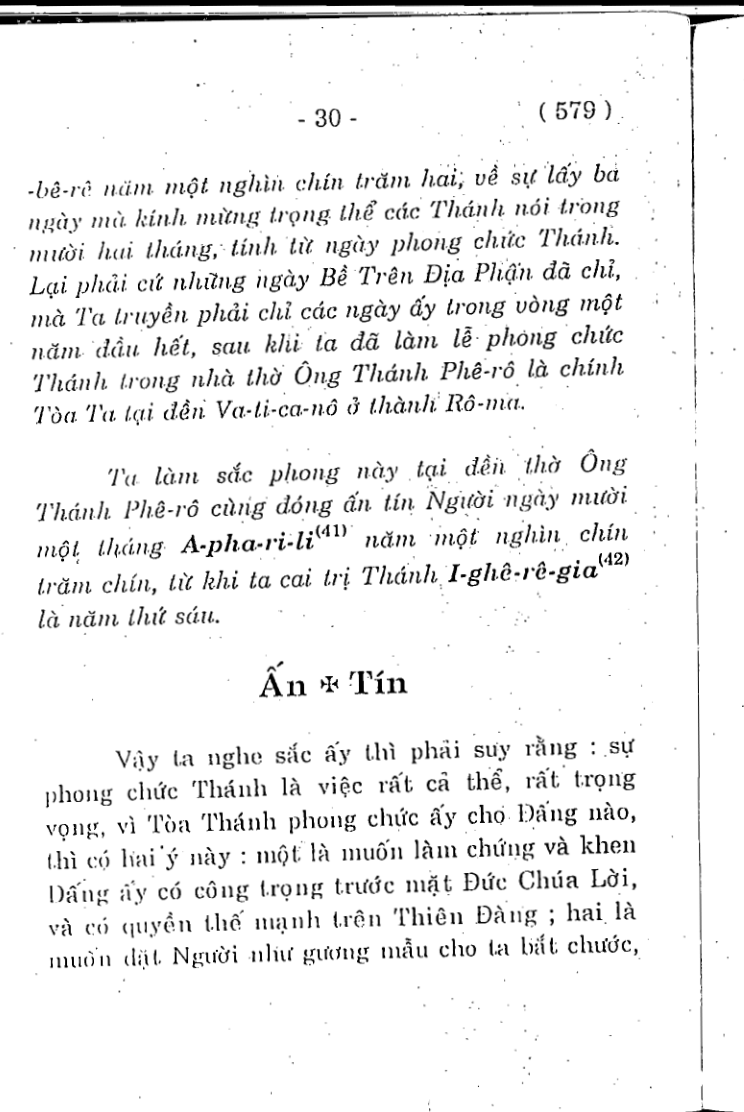 - 30 -
( 579 )
-bê-rê năm một nghìn chín trăm hai, về sự lấy ba
ngày mà kính mừng trọng thể các Thánh nói trong
mười hai tháng, tính từ ngày phong chức Thánh.
Lại phải cứ những ngày Bề Trên Địa Phận đã chỉ,
mà Ta truyền phải chỉ các ngày ấy trong vòng một
năm đầu hết, sau khi ta đã làm lễ phong chức
Thánh trong nhà thờ Ông Thánh Phê-rô là chính
Tòa Ta tại đền Va-ti-ca-nô ở thành Rô-ma.
Ta làm sắc phong này tại đền thờ Ông
Thánh Phê-rô cùng đóng ấn tín Người ngày mười
một tháng A-pha-ri-li(41) năm một nghìn chín
trăm chín, từ khi ta cai trị Thánh I-ghê-rê-gia(42)
là năm thứ sáu.
Ấn ✠ Tín
Vậy ta nghe sắc ấy thì phải suy rằng : sự
phong chức Thánh là việc rất cả thể, rất trọng
vọng, vì Tòa Thánh phong chức ấy cho Đấng nào,
thì có hai ý này : một là muốn làm chứng và khen
Đấng ấy có công trọng trước mặt Đức Chúa Lời,
và có quyền thế mạnh trên Thiên Đàng ; hai là
muốn đặt Người như gương mẫu cho ta bắt chước,